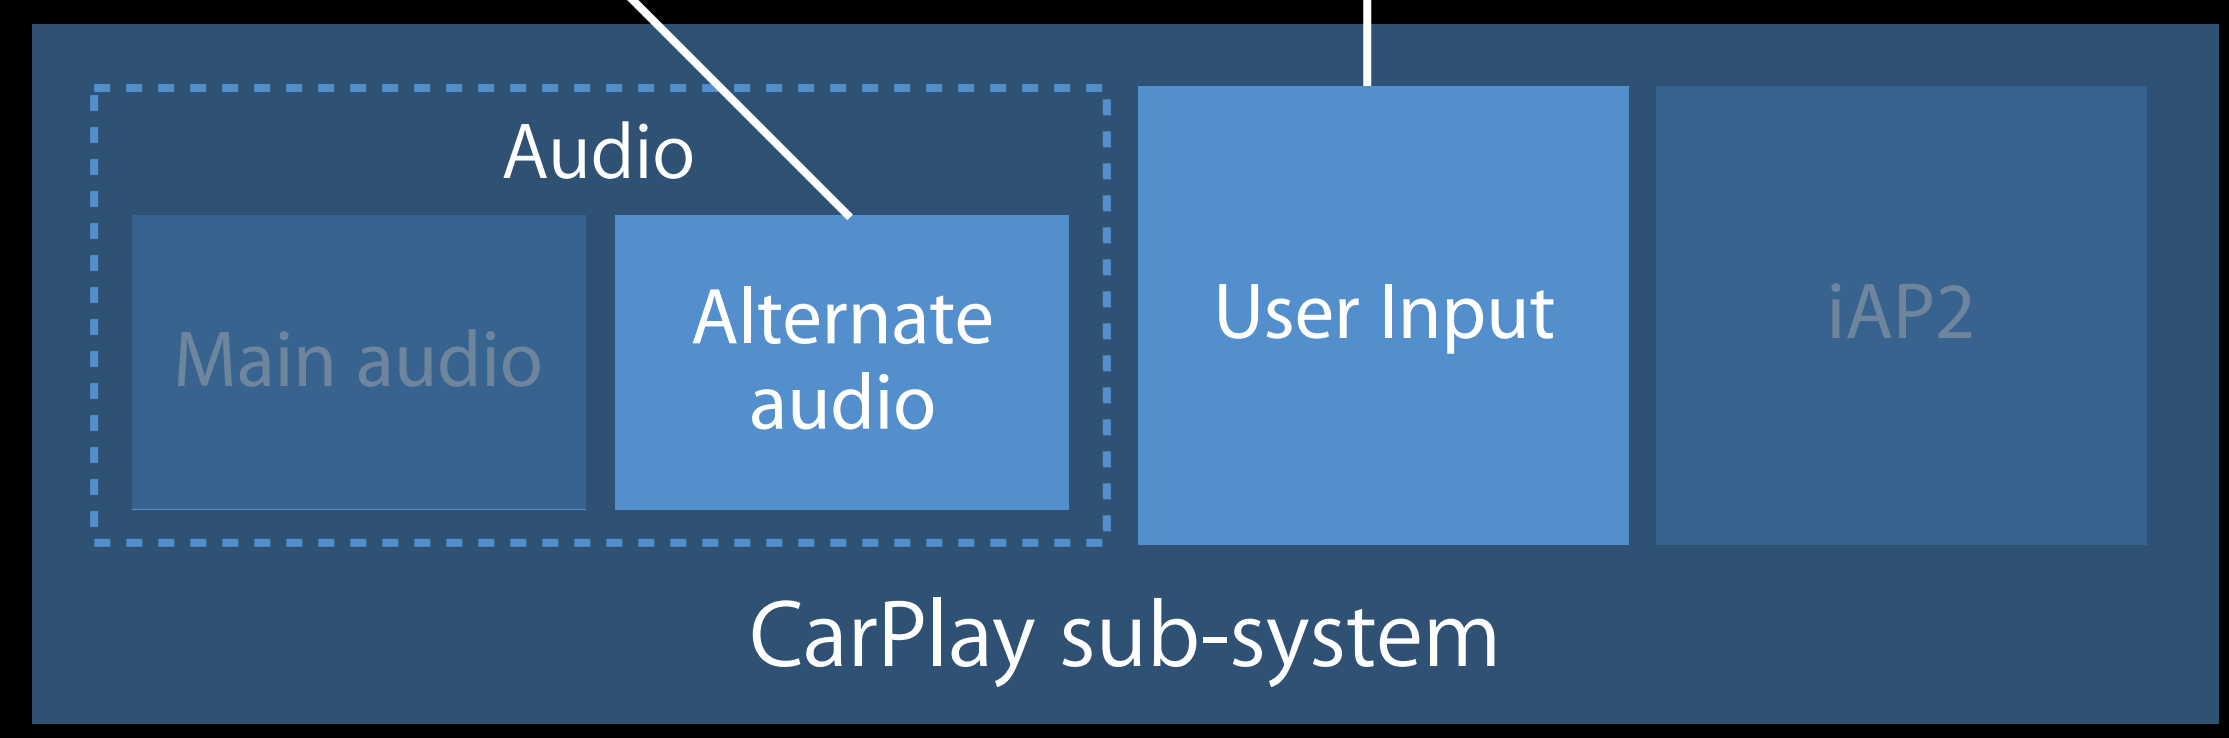 Audio
Main audio
Alternate
audio
User Input
iAP2
CarPlay sub-system